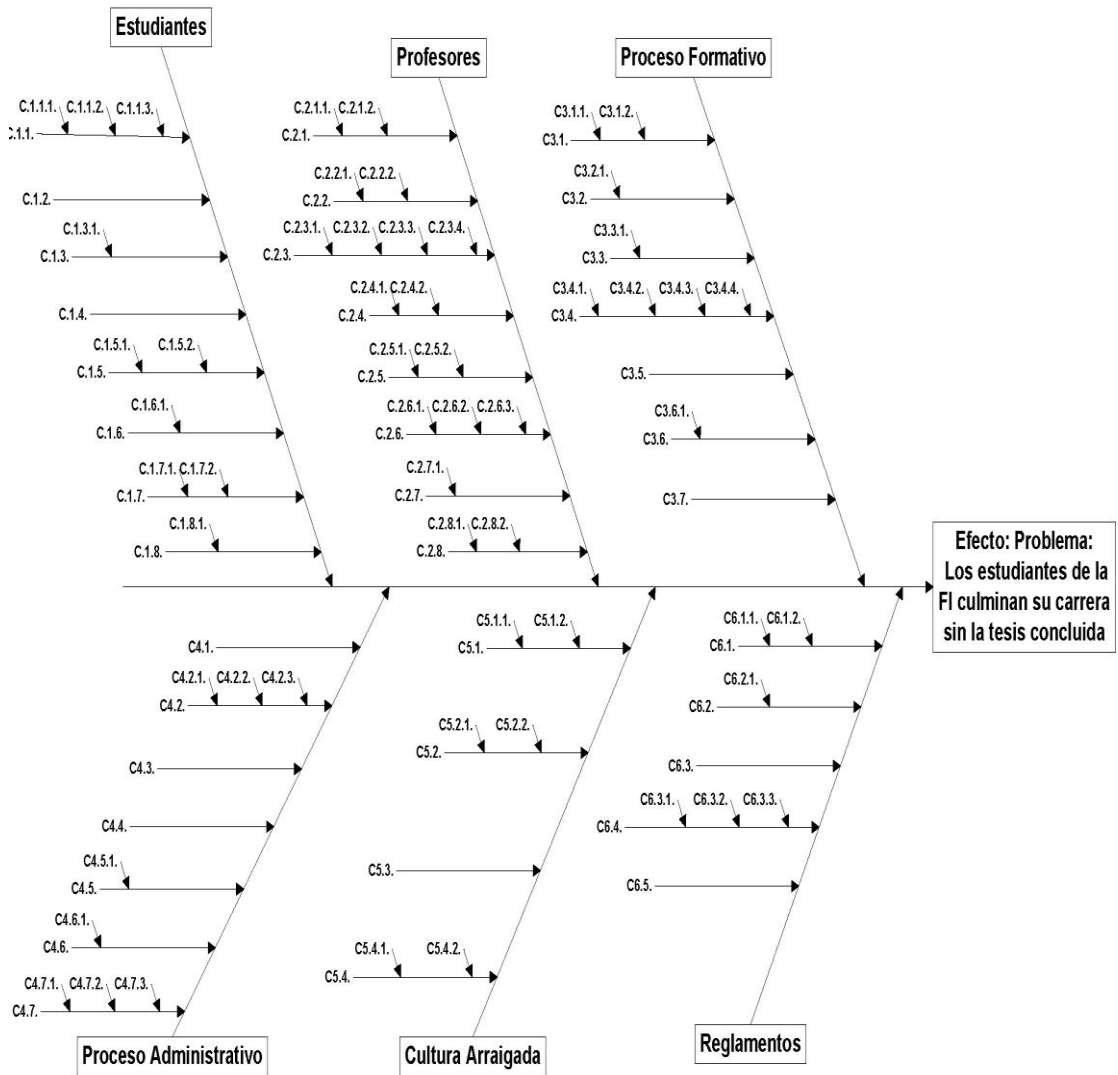 Estudiantes
Profesores
Proceso Formativo
C.1.1.1. C.1.1.2. C.1.1.3.
C.1.1.
C.1.2.
C.1.3.1.
C.1.3.
C.1.4.
C.1.5.1. C.1.5.2.
C.1.5.
C.1.6.1.
C.1.6.
C.1.7.1. C.1.7.2.
C.1.7.
C.1.8.1.
C.1.8.
C.2.1.1. C.2.1.2.
C.2.1.
C.2.2.1. C.2.2.2.
C.2.2.
C.2.3.1. C.2.3.2. C.2.3.3. C.2.3.4.
C.2.3.
C.2.4.1. C.2.4.2.
C.2.4.
C.2.5.1. C.2.5.2.
C.2.5.
C.2.6.1. C.2.6.2. C.2.6.3.
C.2.6.
C.2.7.1.
C.2.7.
C.2.8.1. C.2.8.2.
C.2.8.
C3.1.1. C3.1.2.
C3.1.
C3.2.1.
C3.2.
C3.3.1.
C3.3.
C3.4.1. C3.4.2. C3.4.3. C3.4.4.
C3.4.
C3.5.
C3.6.1.
C3.6.
C3.7.
Efecto: Problema:
Los estudiantes de la
FI culminan su carrera
sin la tesis concluida
C4.1.
C4.2.1. C4.2.2. C4.2.3.
C4.2.
C4.3.
C4.4.
C4.5.1.
C4.5.
C4.6.1.
C4.6.
C4.7.1. C4.7.2. C4.7.3.
C4.7.
C5.1.1. C5.1.2.
C5.1.
C5.2.1. C5.2.2.
C5.2.
C5.3.
C5.4.1. C5.4.2.
C5.4.
C6.1.1. C6.1.2.
C6.1.
C6.2.1.
C6.2.
C6.3.
C6.3.1. C6.3.2. C6.3.3.
C6.4.
C6.5.
Proceso Administrativo
Cultura Arraigada
Reglamentos